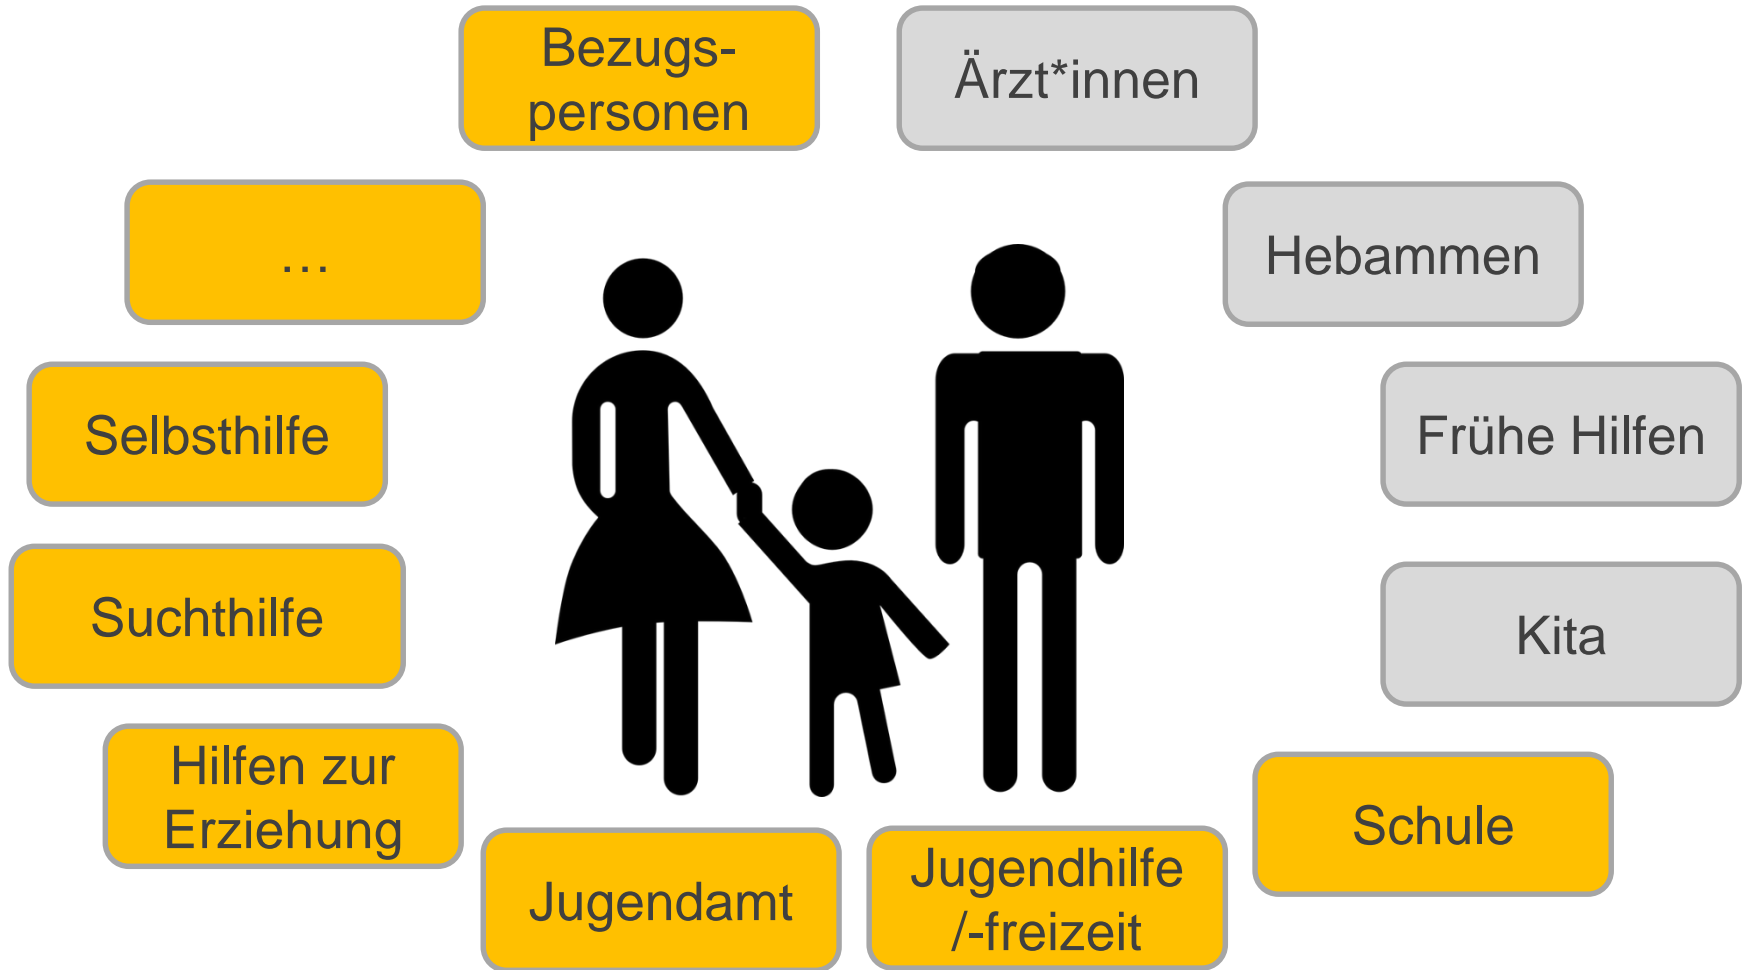 Bezugs-
personen
Ärzt*innen
…
Hebammen
Selbsthilfe
Frühe Hilfen
Suchthilfe
Kita
Hilfen zur
Erziehung
Schule
Jugendamt
Jugendhilfe
/-freizeit